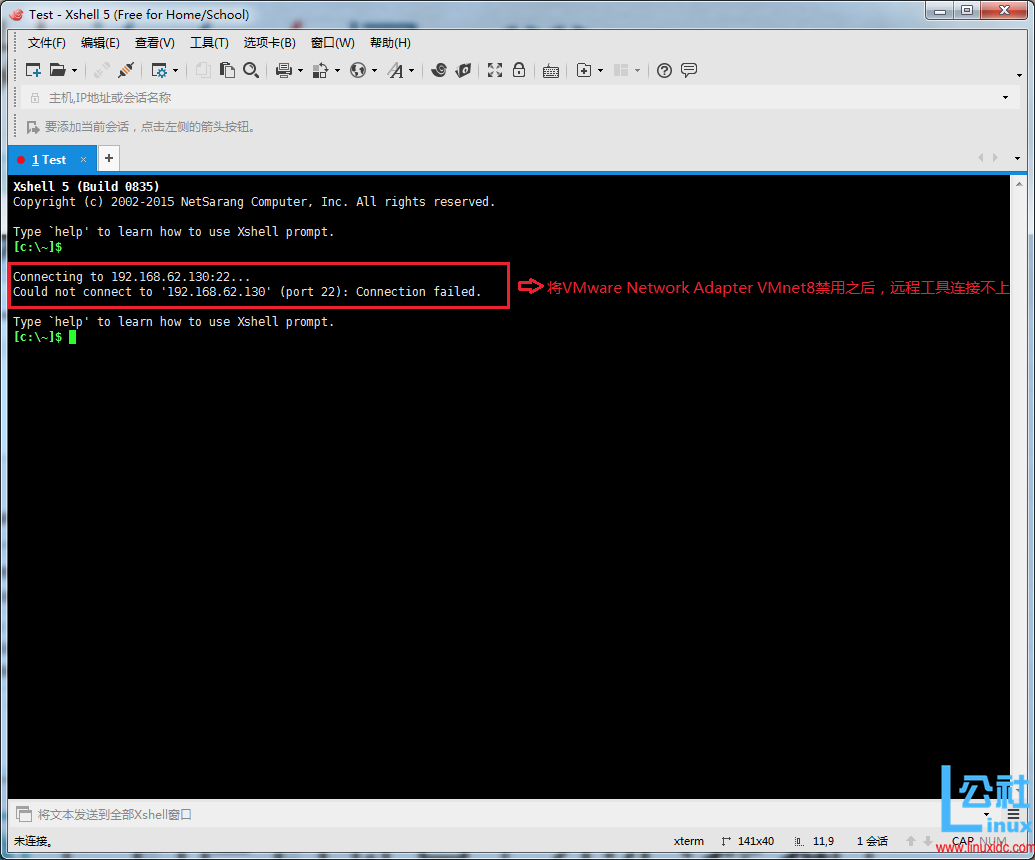 Test - Xshell 5 (Free for Home/School)
文件(F) 编辑(E) 查看(V) 工具(T) 选项卡(B) 窗口(W) 帮助(H)
主机,IP地址或会话名称
要添加当前会话，点击左侧的箭头按钮。
1 Test × +
Xshell 5 (Build 0835)
Copyright (c) 2002-2015 NetSarang Computer, Inc. All rights reserved.
Type `help' to learn how to use Xshell prompt.
[c:\~]$
Connecting to 192.168.62.130:22...
Could not connect to '192.168.62.130' (port 22): Connection failed.
将VMware Network Adapter VMnet8禁用之后，远程工具连接不上
Type `help' to learn how to use Xshell prompt.
[c:\~]$
将文本发送到全部Xshell窗口
未连接。 xterm 141x40 11,9 1 会话 CAP NUM
Linux公社
www.linuxidc.com